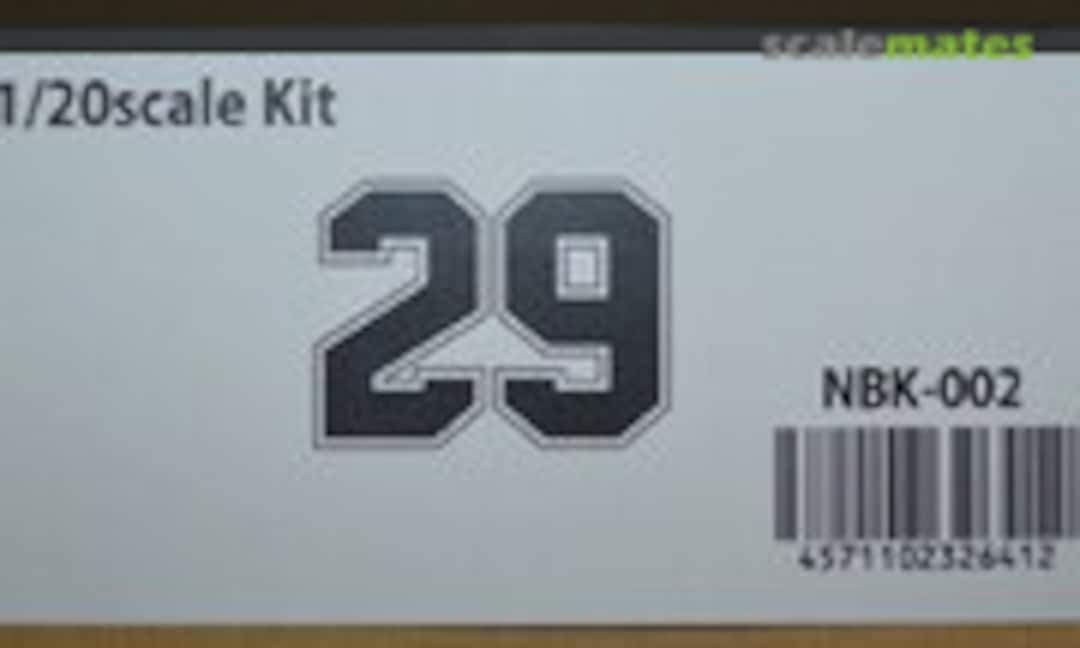 scalemates
1/20scale Kit
29
NBK-002
4571102326412